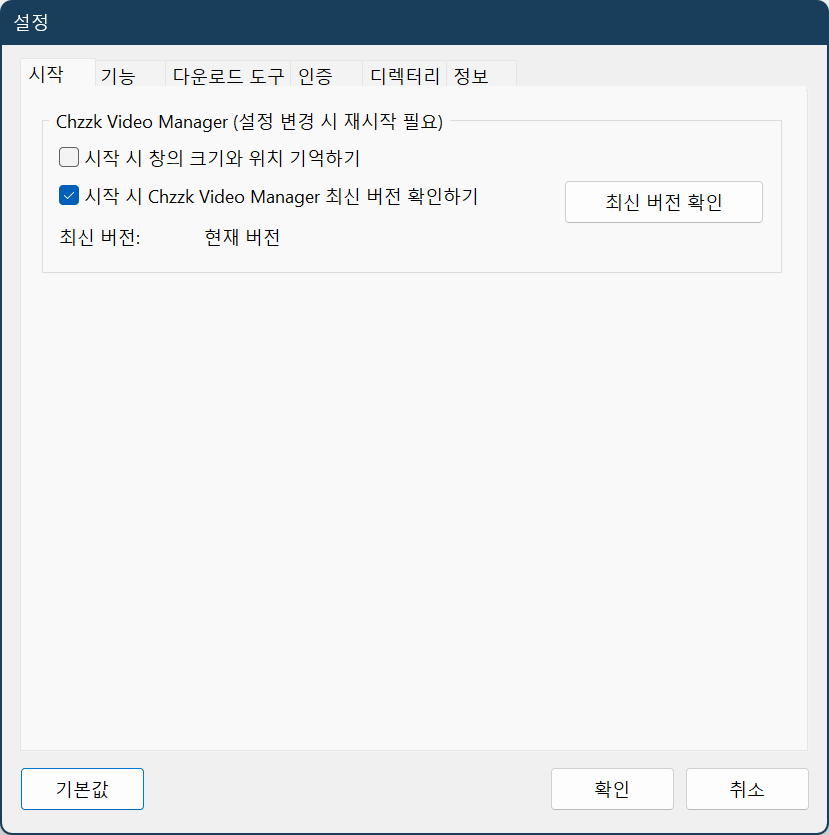 설정
시작 기능 다운로드 도구 인증 디렉터리 정보
Chzzk Video Manager (설정 변경 시 재시작 필요)
시작 시 창의 크기와 위치 기억하기
시작 시 Chzzk Video Manager 최신 버전 확인하기
최신 버전 확인
최신 버전: 현재 버전
기본값 확인 취소